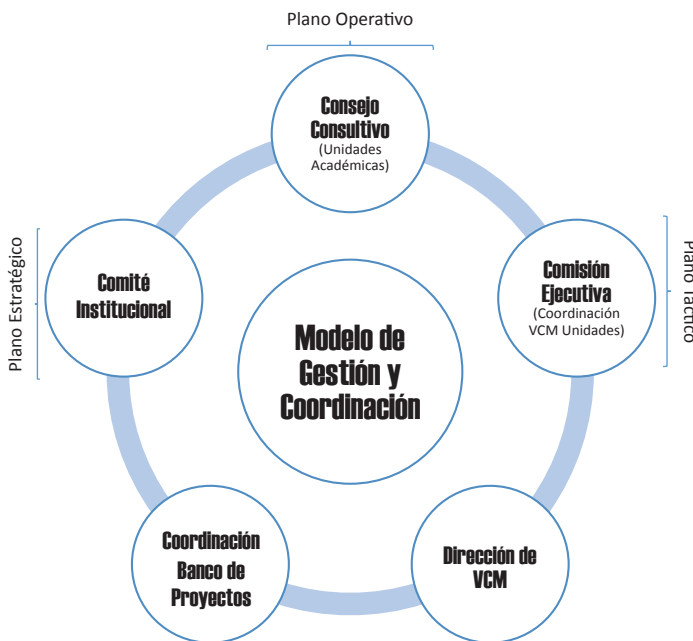 Plano Operativo
Consejo
Consultivo
(Unidades
Académicas)
Plano Estratégico
Comité
Institucional
Comisión
Ejecutiva
(Coordinación
VCM Unidades)
Plano Táctico
Modelo de
Gestión y
Coordinación
Coordinación
Banco de
Proyectos
Dirección de
VCM